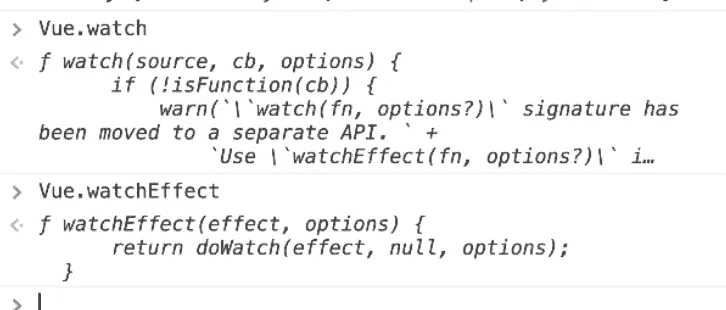 > Vue.watch
<· ƒ watch(source, cb, options) {
if (!isFunction(cb)) {
warn(`\`watch(fn, options?)\` signature has
been moved to a separate API. ` +
`Use \`watchEffect(fn, options?)\` i…
> Vue.watchEffect
<· ƒ watchEffect(effect, options) {
return doWatch(effect, null, options);
}
>